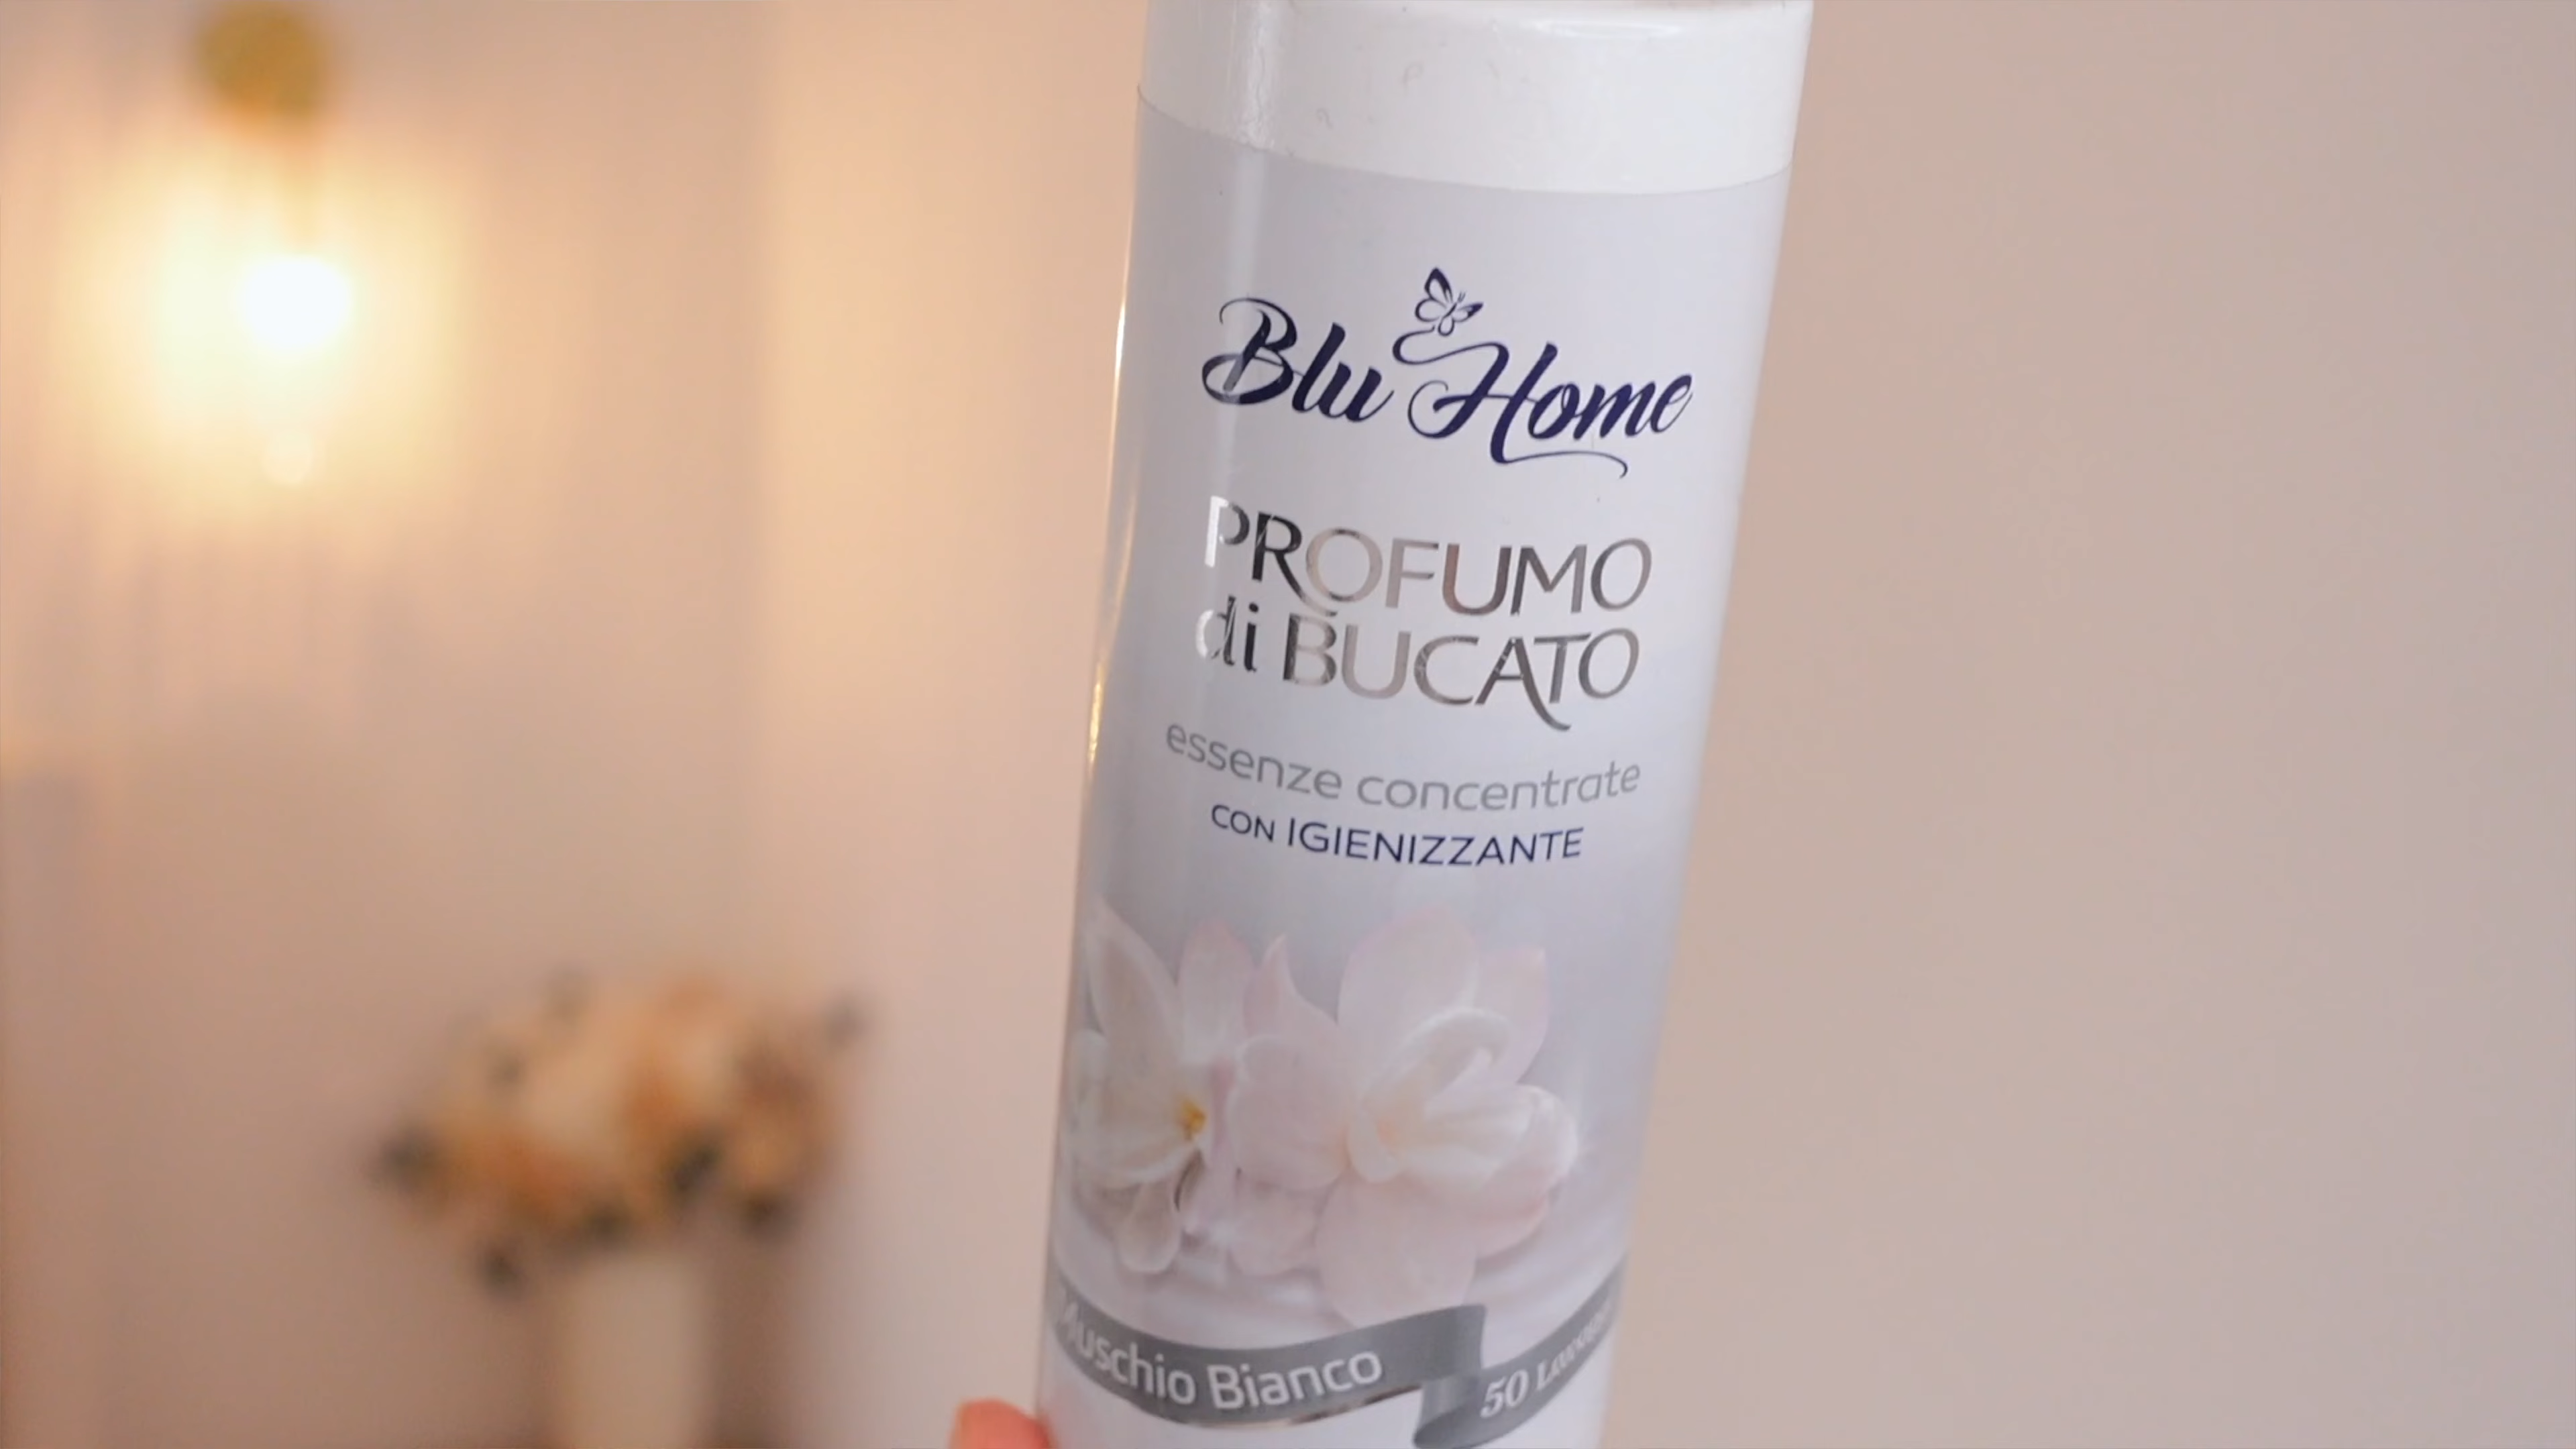 Blu Home
PROFUMO
di BUCATO
essenze concentrate
CON IGIENIZZANTE
Muschio Bianco
50